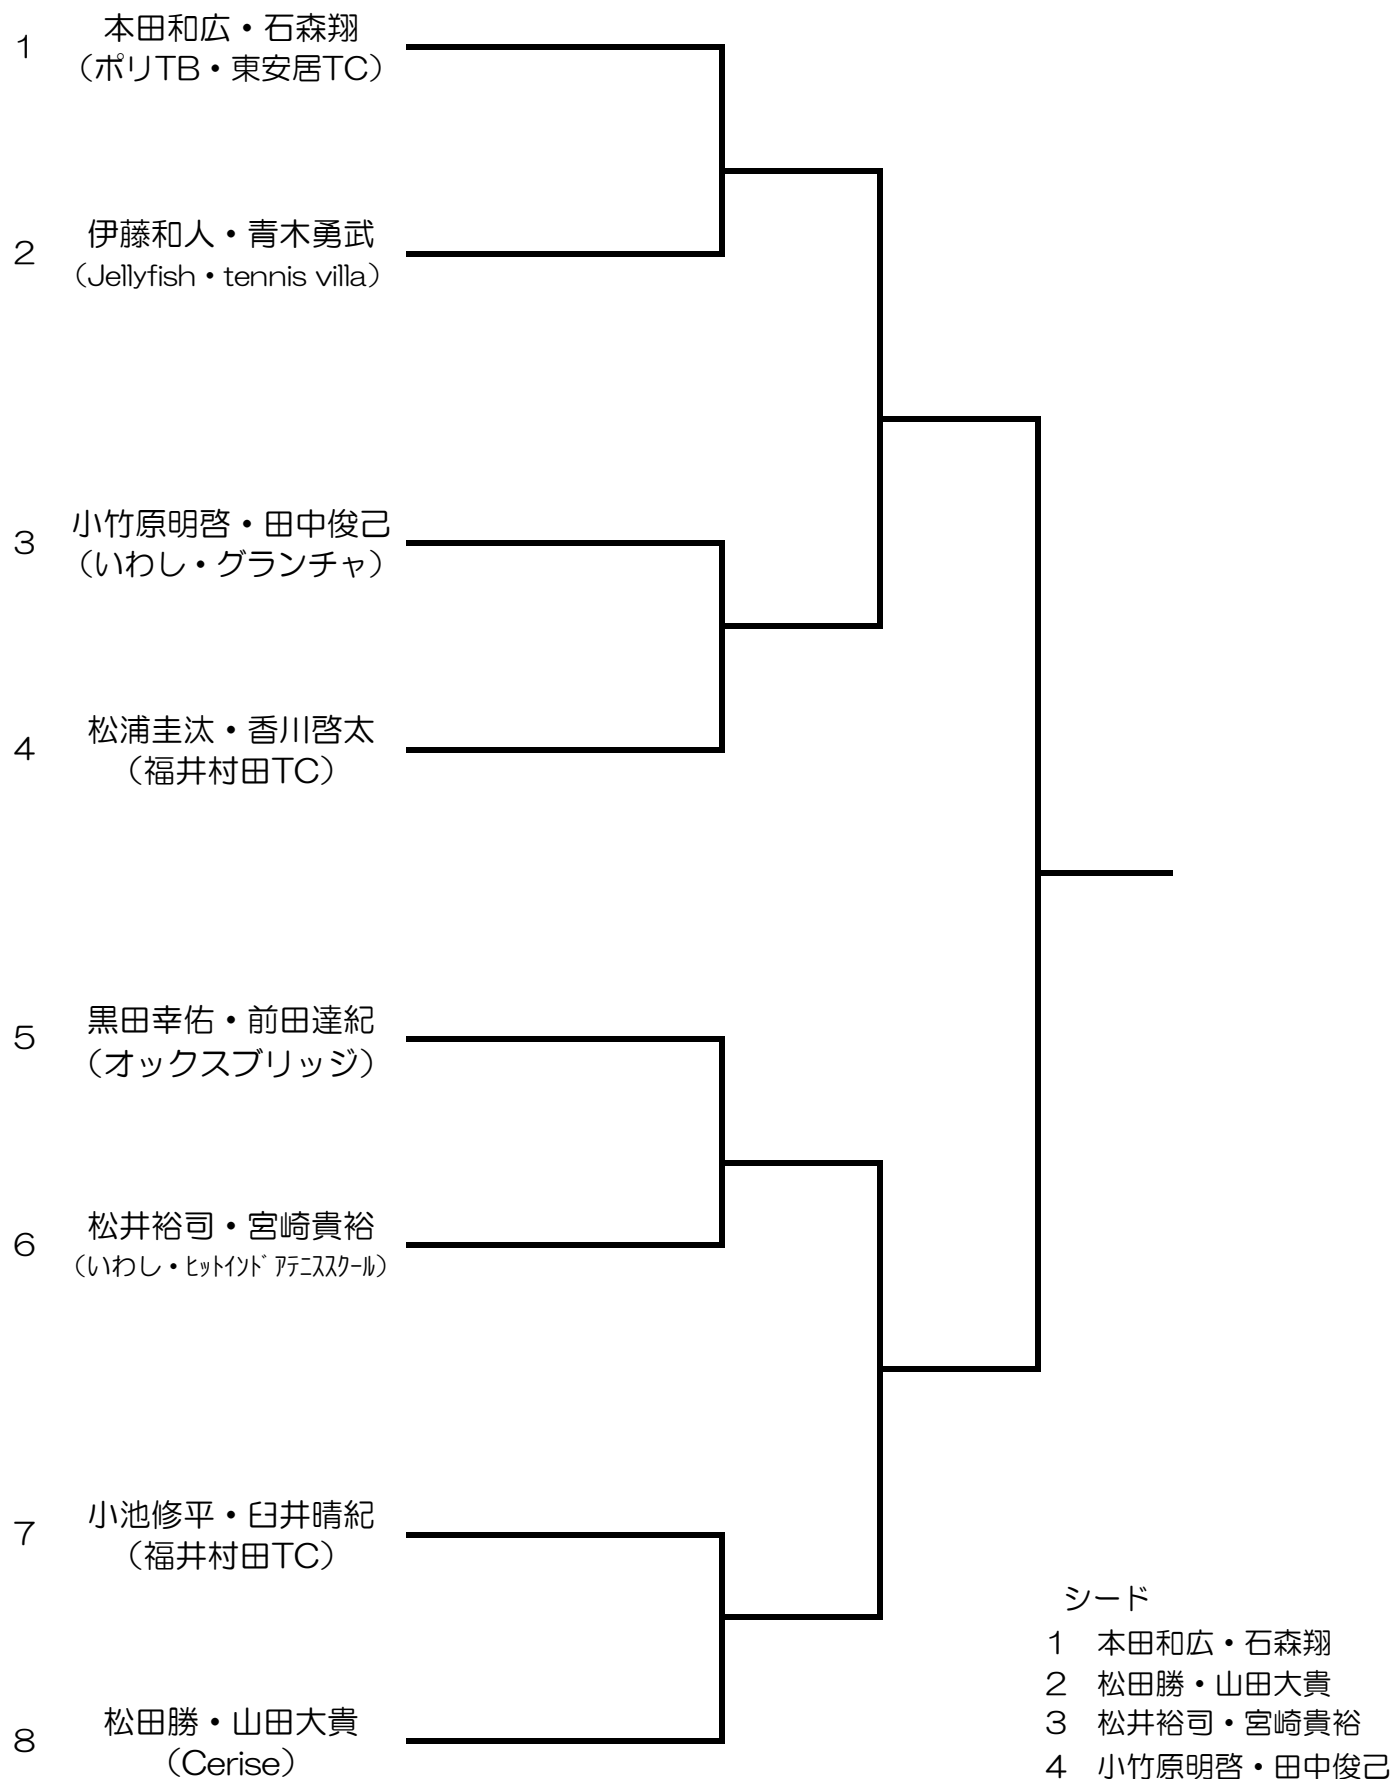 1 本田和広・石森翔
(ポリTB・東安居TC)
2 伊藤和人・青木勇武
(Jellyfish・tennis villa)
3 小竹原明啓・田中俊己
(いわし・グランチャ)
4 松浦圭汰・香川啓太
(福井村田TC)
5 黒田幸佑・前田達紀
(オックスブリッジ)
6 松井裕司・宮崎貴裕
(いわし・ﾋｯﾄｲﾝﾄﾞｱﾃﾆｽｽｸｰﾙ)
7 小池修平・臼井晴紀
(福井村田TC)
8 松田勝・山田大貴
(Cerise)
シード
1 本田和広・石森翔
2 松田勝・山田大貴
3 松井裕司・宮崎貴裕
4 小竹原明啓・田中俊己